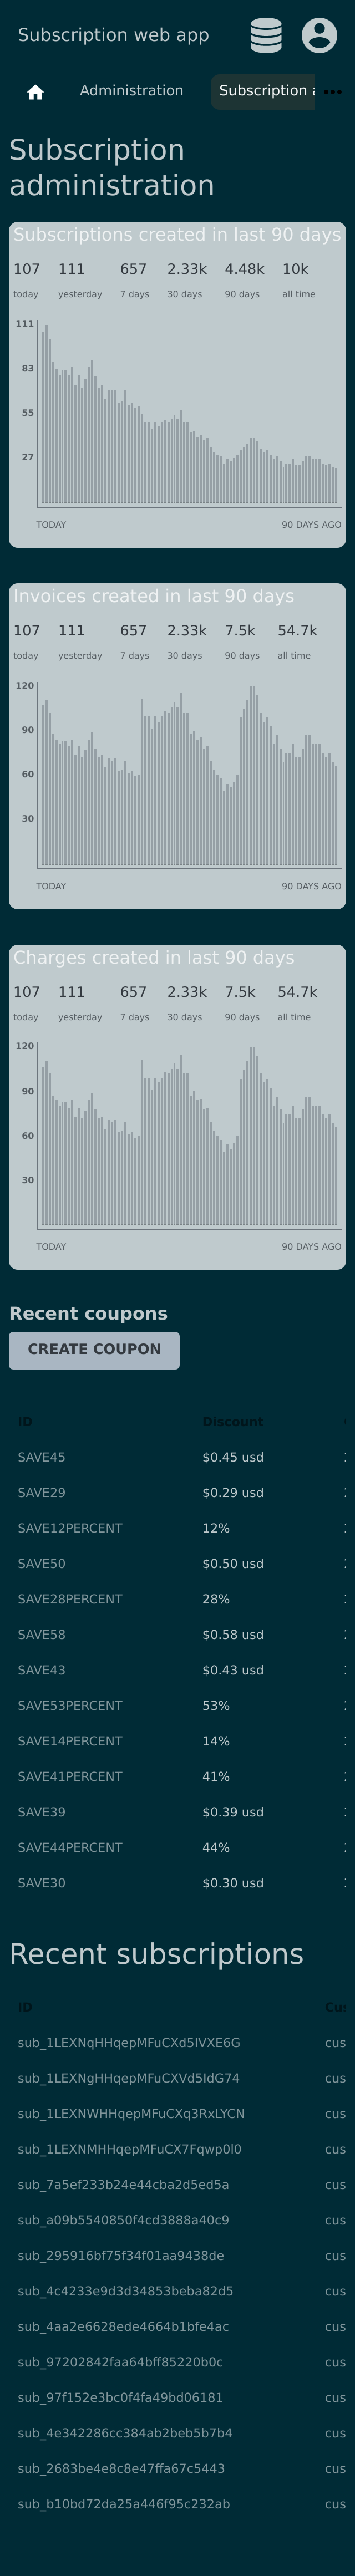 Subscription web app
Administration Subscription a
Subscription
administration
Subscriptions created in last 90 days
107 111 657 2.33k 4.48k 10k
today yesterday 7 days 30 days 90 days all time
111
83
55
27
TODAY 90 DAYS AGO
Invoices created in last 90 days
107 111 657 2.33k 7.5k 54.7k
today yesterday 7 days 30 days 90 days all time
120
90
60
30
TODAY 90 DAYS AGO
Charges created in last 90 days
107 111 657 2.33k 7.5k 54.7k
today yesterday 7 days 30 days 90 days all time
120
90
60
30
TODAY 90 DAYS AGO
Recent coupons
CREATE COUPON
ID Discount
SAVE45 $0.45 usd
SAVE29 $0.29 usd
SAVE12PERCENT 12%
SAVE50 $0.50 usd
SAVE28PERCENT 28%
SAVE58 $0.58 usd
SAVE43 $0.43 usd
SAVE53PERCENT 53%
SAVE14PERCENT 14%
SAVE41PERCENT 41%
SAVE39 $0.39 usd
SAVE44PERCENT 44%
SAVE30 $0.30 usd
Recent subscriptions
ID Cus
sub_1LEXNqHHqepMFuCXd5IVXE6G cus
sub_1LEXNgHHqepMFuCXVd5IdG74 cus
sub_1LEXNWHHqepMFuCXq3RxLYCN cus
sub_1LEXNMHHqepMFuCX7Fqwp0I0 cus
sub_7a5ef233b24e44cba2d5ed5a cus
sub_a09b5540850f4cd3888a40c9 cus
sub_295916bf75f34f01aa9438de cus
sub_4c4233e9d3d34853beba82d5 cus
sub_4aa2e6628ede4664b1bfe4ac cus
sub_97202842faa64bff85220b0c cus
sub_97f152e3bc0f4fa49bd06181 cus
sub_4e342286cc384ab2beb5b7b4 cus
sub_2683be4e8c8e47ffa67c5443 cus
sub_b10bd72da25a446f95c232ab cus